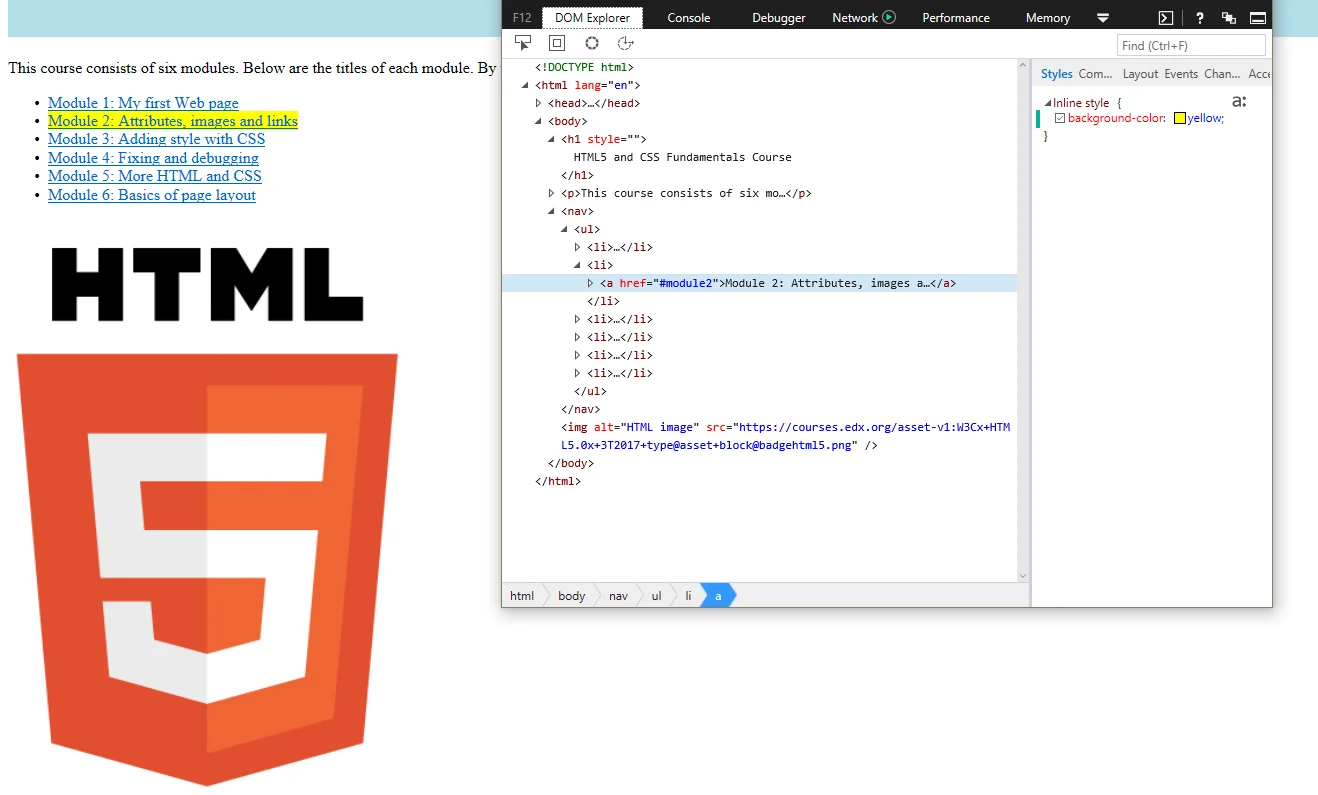 This course consists of six modules. Below are the titles of each module. By
• Module 1: My first Web page
• Module 2: Attributes, images and links
• Module 3: Adding style with CSS
• Module 4: Fixing and debugging
• Module 5: More HTML and CSS
• Module 6: Basics of page layout
HTML
5
F12 DOM Explorer Console Debugger Network Performance Memory ?
Find (Ctrl+F)
<!DOCTYPE html>
<html lang="en">
<head>…</head>
<body>
<h1 style="">
HTML5 and CSS Fundamentals Course
</h1>
<p>This course consists of six mo…</p>
<nav>
<ul>
<li>…</li>
<li>
<a href="#module2">Module 2: Attributes, images a…</a>
</li>
<li>…</li>
<li>…</li>
<li>…</li>
<li>…</li>
</ul>
</nav>
<img alt="HTML image" src="https://courses.edx.org/asset-v1:W3Cx+HTM
L5.0x+3T2017+type@asset+block@badgehtml5.png" />
</body>
</html>
html body nav ul li a
Styles Com... Layout Events Chan... Acce
Inline style {
a:
background-color: yellow;
}